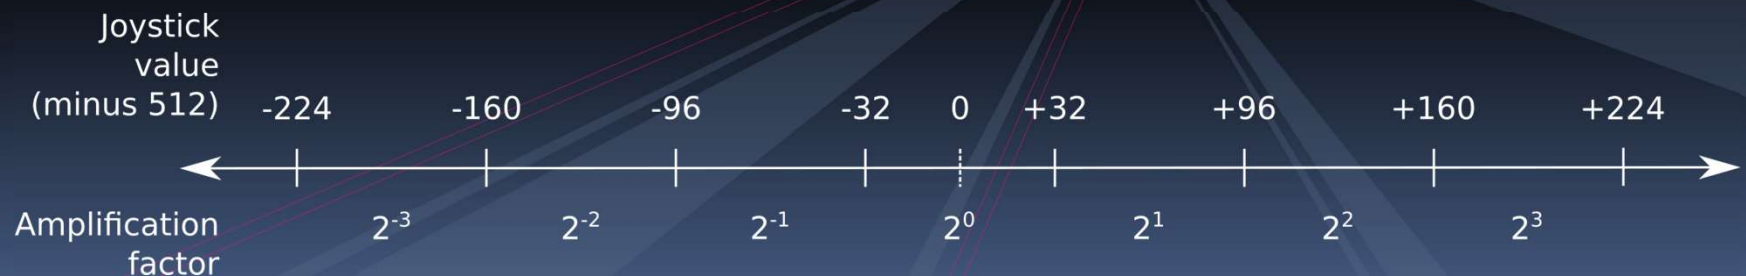 Joystick
value
(minus 512) -224 -160 -96 -32 0 +32 +96 +160 +224
Amplification
factor 2⁻³ 2⁻² 2⁻¹ 2⁰ 2¹ 2² 2³